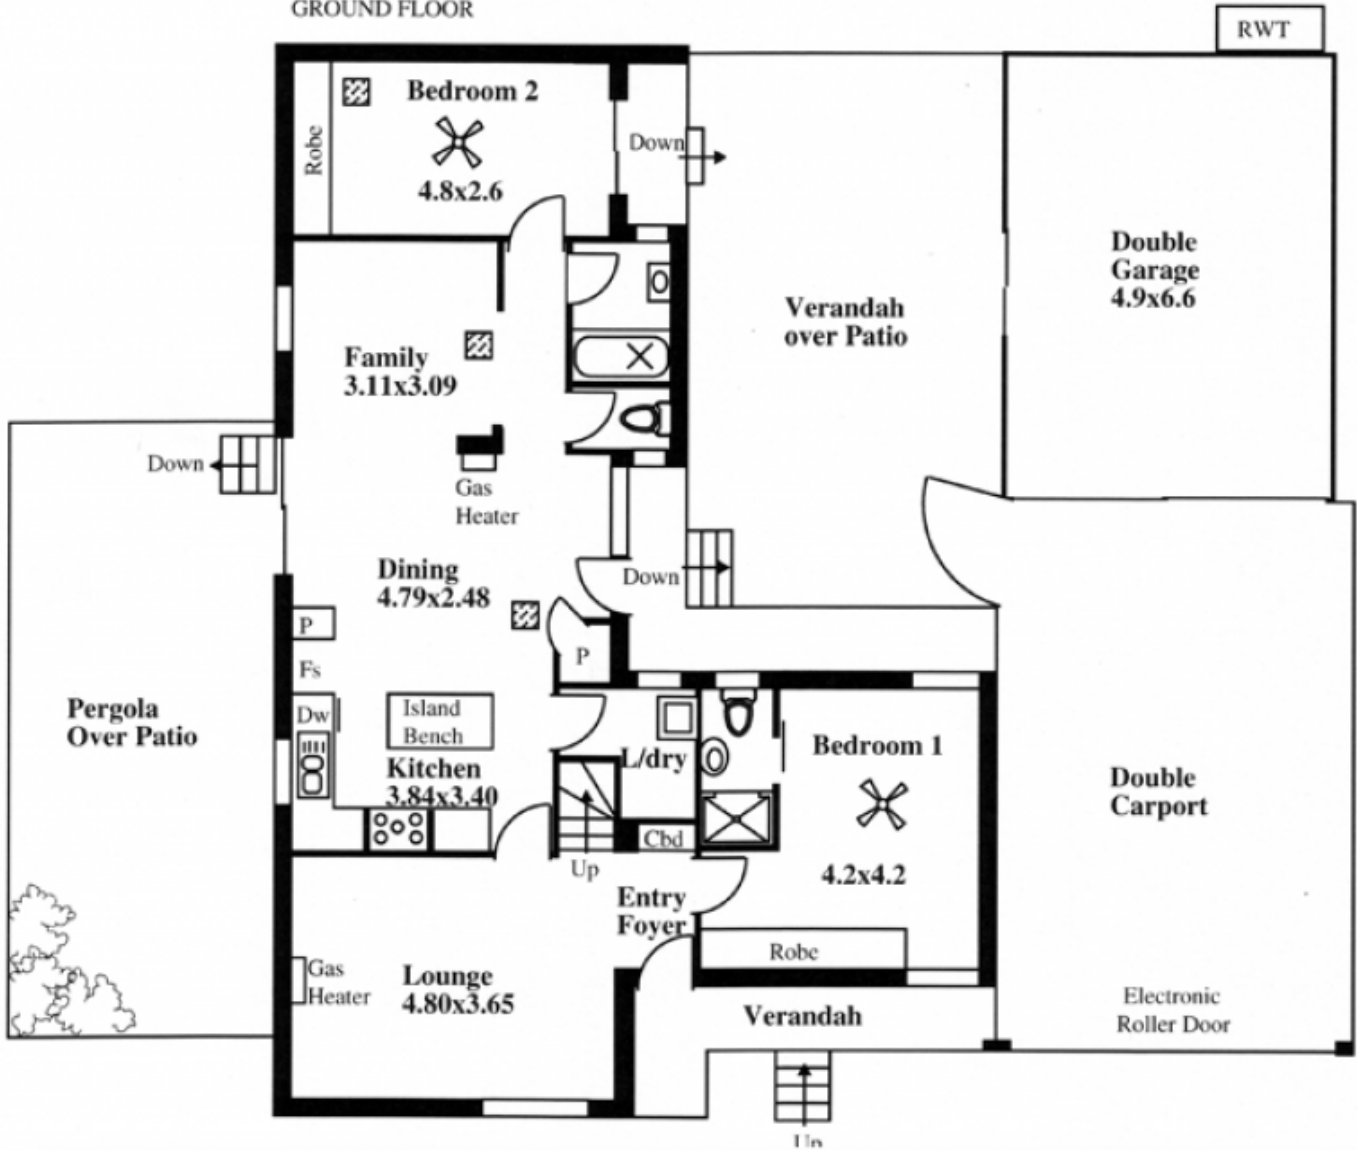 GROUND FLOOR
RWT
Bedroom 2
Robe
4.8x2.6
Down
Double
Garage
4.9x6.6
Verandah
over Patio
Family
3.11x3.09
Down
Gas
Heater
Dining
4.79x2.48
Down
P
P
Fs
Dw
Island
Bench
Pergola
Over Patio
Kitchen
3.84x3.40
L/dry
Bedroom 1
Double
Carport
Cbd
Up
4.2x4.2
Entry
Foyer
Robe
Gas
Heater
Lounge
4.80x3.65
Verandah
Electronic
Roller Door
Up